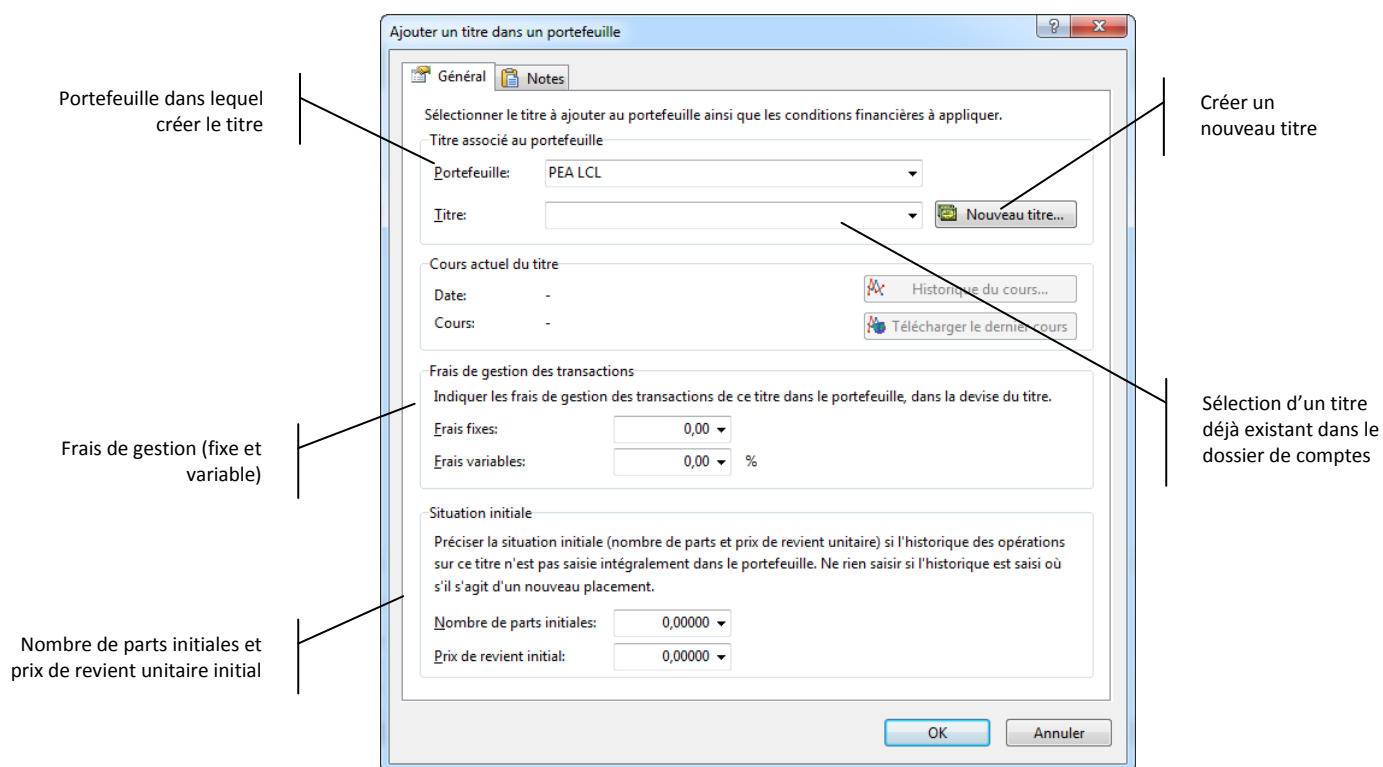 Ajouter un titre dans un portefeuille
Général
Notes
Portefeuille dans lequel
créer le titre
Créer un
nouveau titre
Sélectionner le titre à ajouter au portefeuille ainsi que les conditions financières à appliquer.
Titre associé au portefeuille
Portefeuille: PEA LCL
Titre: Nouveau titre...
Cours actuel du titre
Date: - Historique du cours...
Cours: - Télécharger le dernier cours
Frais de gestion des transactions
Indiquer les frais de gestion des transactions de ce titre dans le portefeuille, dans la devise du titre.
Frais fixes: 0,00
Frais variables: 0,00 %
Frais de gestion (fixe et
variable)
Sélection d’un titre
déjà existant dans le
dossier de comptes
Situation initiale
Préciser la situation initiale (nombre de parts et prix de revient unitaire) si l'historique des opérations
sur ce titre n'est pas saisie intégralement dans le portefeuille. Ne rien saisir si l'historique est saisi où
s'il s'agit d'un nouveau placement.
Nombre de parts initiales: 0,00000
Prix de revient initial: 0,00000
Nombre de parts initiales et
prix de revient unitaire initial
OK Annuler